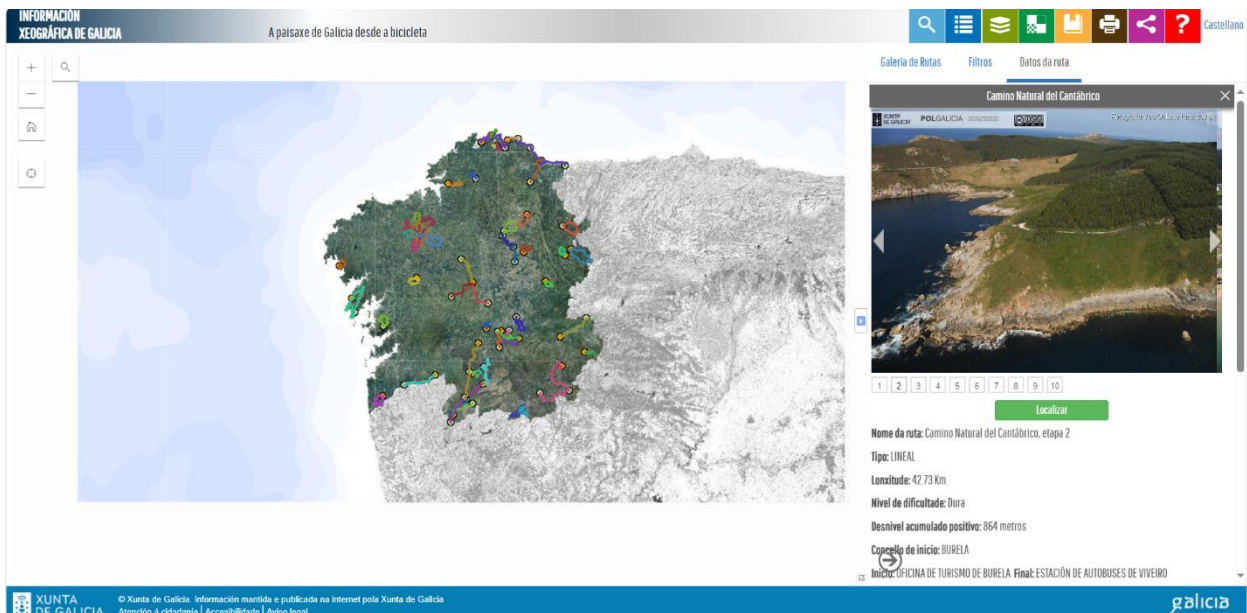 INFORMACIÓN
XEOGRÁFICA DE GALICIA
A paisaxe de Galicia desde a bicicleta
?
Castellano
Galería de Rutas Filtros Datos da ruta
Camino Natural del Cantábrico
XUNTA
DE GALICIA
POLGALICIA
1 2 3 4 5 6 7 8 9 10
Localizar
Nome da ruta: Camino Natural del Cantábrico, etapa 2
Tipo: LINEAL
Lonxitude: 42.73 Km.
Nivel de dificultade: Dura
Desnivel acumulado positivo: 864 metros
Concello de inicio: BURELA
Inicio: OFICINA DE TURISMO DE BURELA Final: ESTACIÓN DE AUTOBUSES DE VIVEIRO
XUNTA
DE GALICIA
© Xunta de Galicia. Información mantida e publicada na internet pola Xunta de Galicia
Atención á cidadanía | Accesibilidade | Aviso legal
galicia